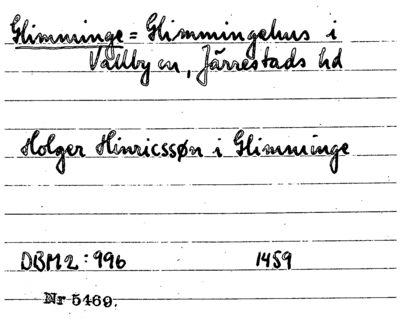 Glimminge = Glimmingehus i
Vallby sn, Järrestads hd
Holger Hinricssøn i Glimminge
DBM2:996 1459
Nr 5469.